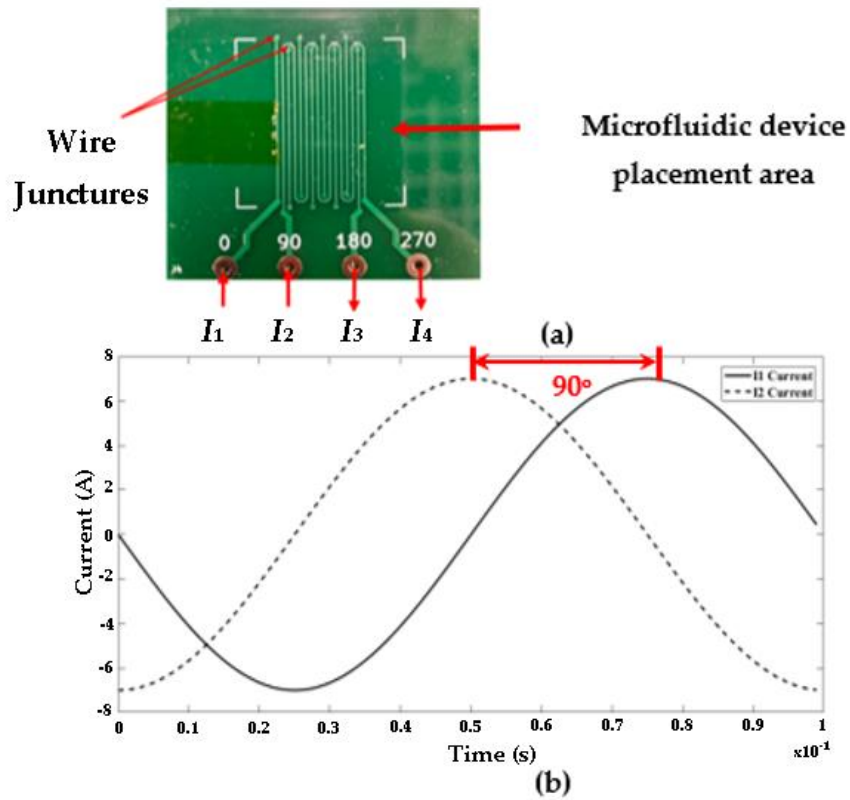 Wire
Junctures
Microfluidic device
placement area
0 90 180 270
I1 I2 I3 I4
(a)
8
6
4
2
0
-2
-4
-6
-8
Current (A)
90°
I1 Current
I2 Current
0 0.1 0.2 0.3 0.4 0.5 0.6 0.7 0.8 0.9 1
x10-1
Time (s)
(b)